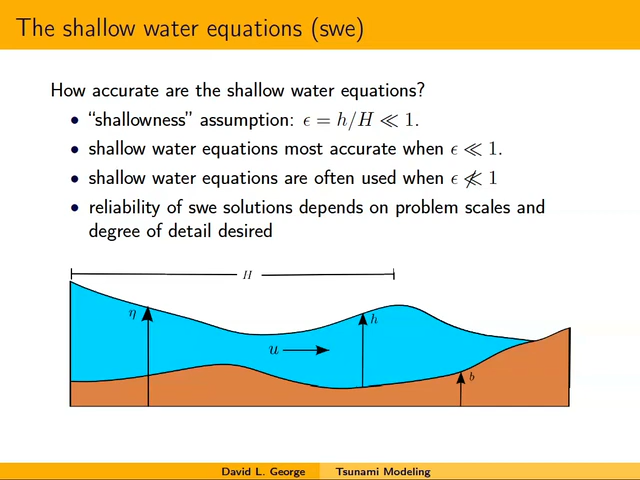 The shallow water equations (swe)
How accurate are the shallow water equations?
• “shallowness” assumption: ϵ = h/H ≪ 1.
• shallow water equations most accurate when ϵ ≪ 1.
• shallow water equations are often used when ϵ ≪̸ 1
• reliability of swe solutions depends on problem scales and
degree of detail desired
H
η
h
u
b
David L. George Tsunami Modeling